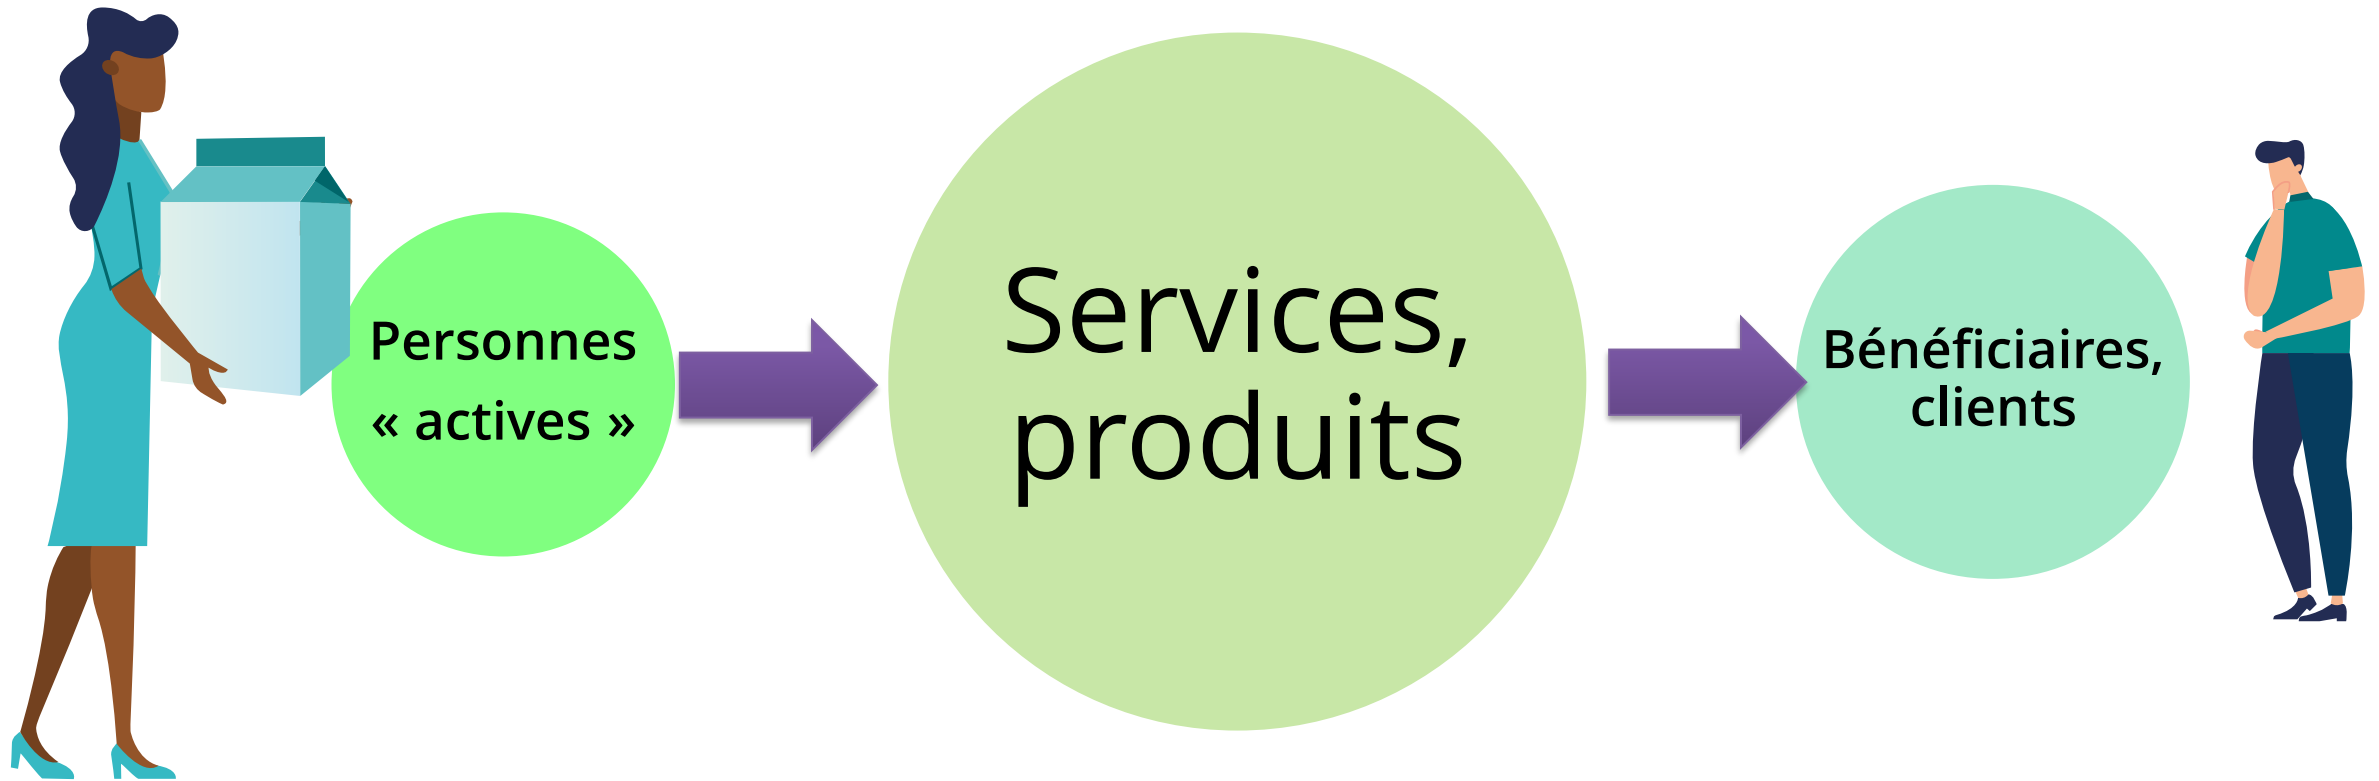 Personnes
« actives »
Services,
produits
Bénéficiaires,
clients